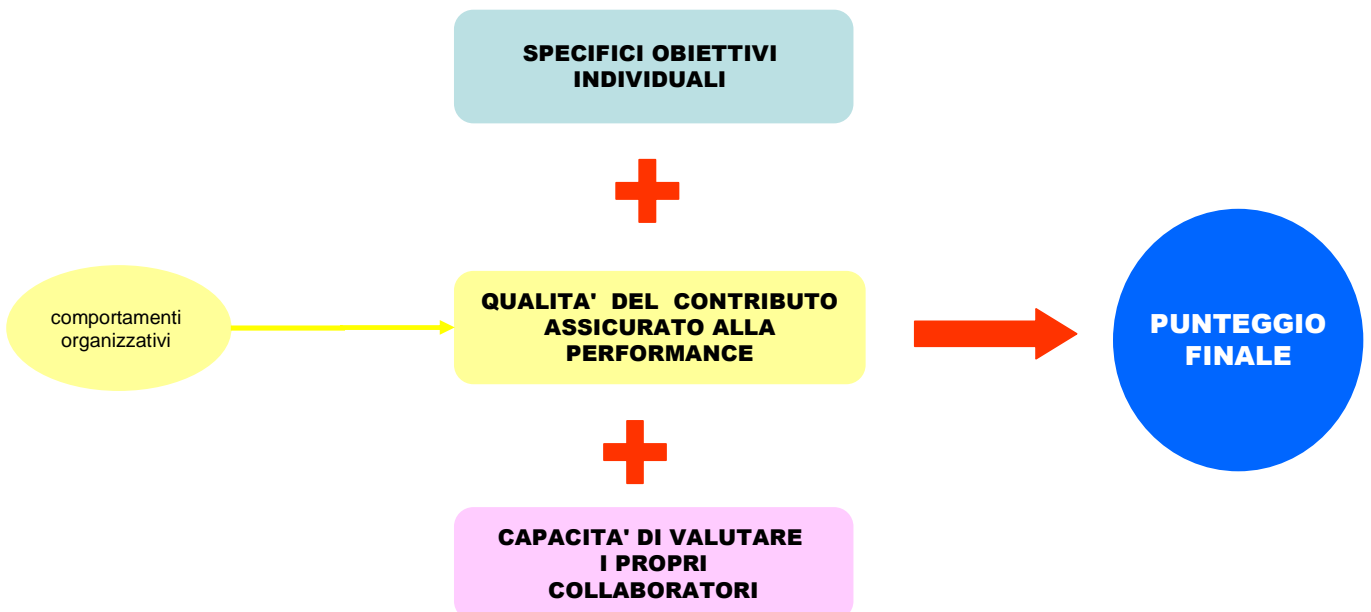 SPECIFICI OBIETTIVI
INDIVIDUALI
comportamenti
organizzativi
QUALITA' DEL CONTRIBUTO
ASSICURATO ALLA
PERFORMANCE
PUNTEGGIO
FINALE
CAPACITA' DI VALUTARE
I PROPRI
COLLABORATORI